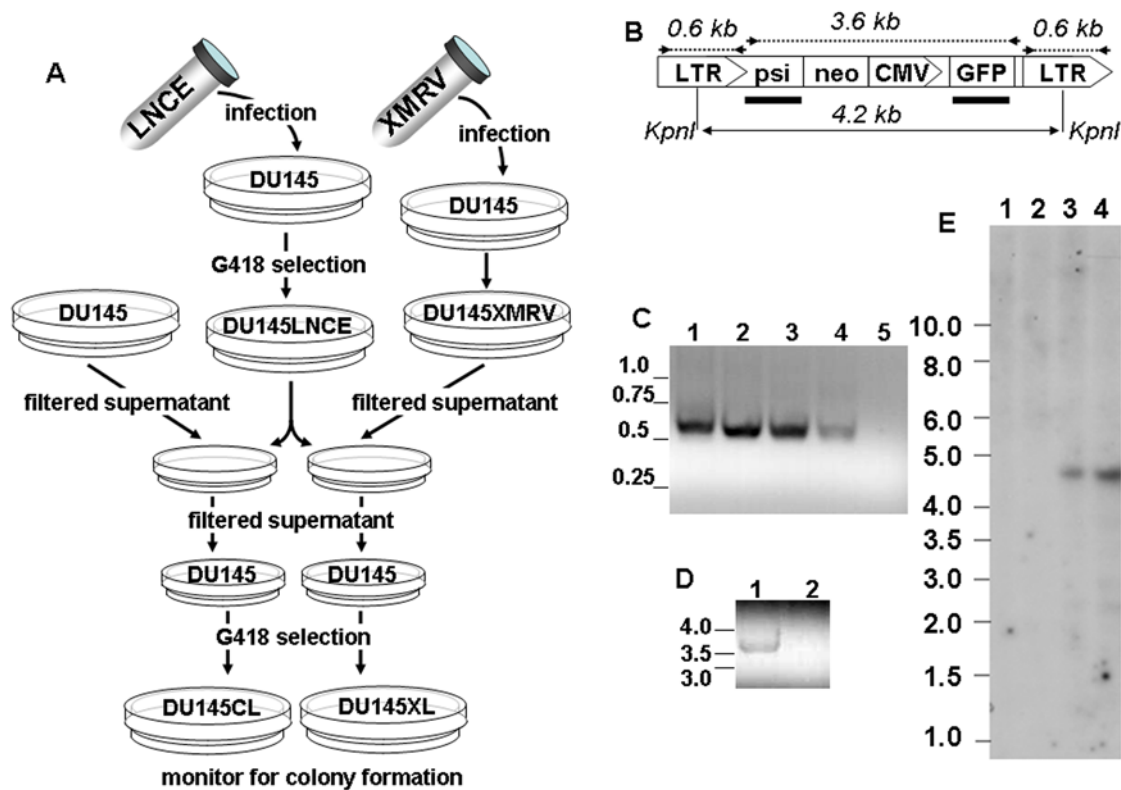 A
LNCE
infection
XMRV
infection
DU145
DU145
G418 selection
DU145
DU145LNCE
DU145XMRV
filtered supernatant
filtered supernatant
filtered supernatant
DU145
DU145
G418 selection
DU145CL
DU145XL
monitor for colony formation
B
0.6 kb
3.6 kb
0.6 kb
LTR
psi
neo
CMV
GFP
LTR
KpnI
4.2 kb
KpnI
C
1 2 3 4 5
1.0
0.75
0.5
0.25
D
1 2
4.0
3.5
3.0
E
1 2 3 4
10.0
8.0
6.0
5.0
4.0
3.5
3.0
2.0
1.5
1.0